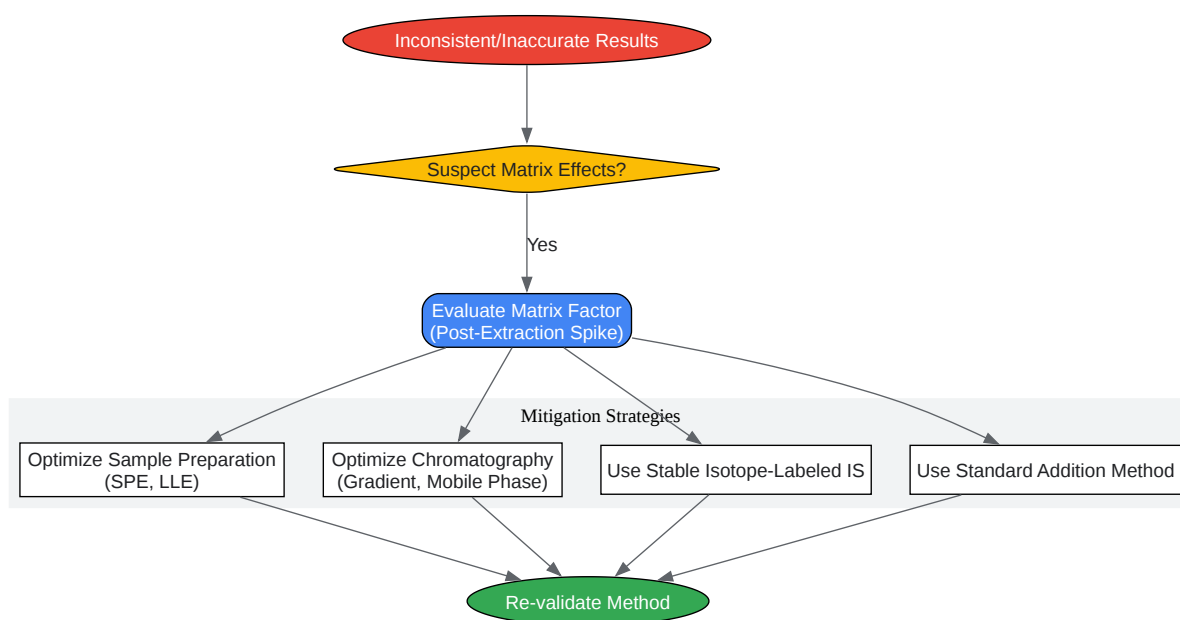 Inconsistent/Inaccurate Results
Suspect Matrix Effects?
Yes
Evaluate Matrix Factor
(Post-Extraction Spike)
Mitigation Strategies
Optimize Sample Preparation
(SPE, LLE)
Optimize Chromatography
(Gradient, Mobile Phase)
Use Stable Isotope-Labeled IS
Use Standard Addition Method
Re-validate Method